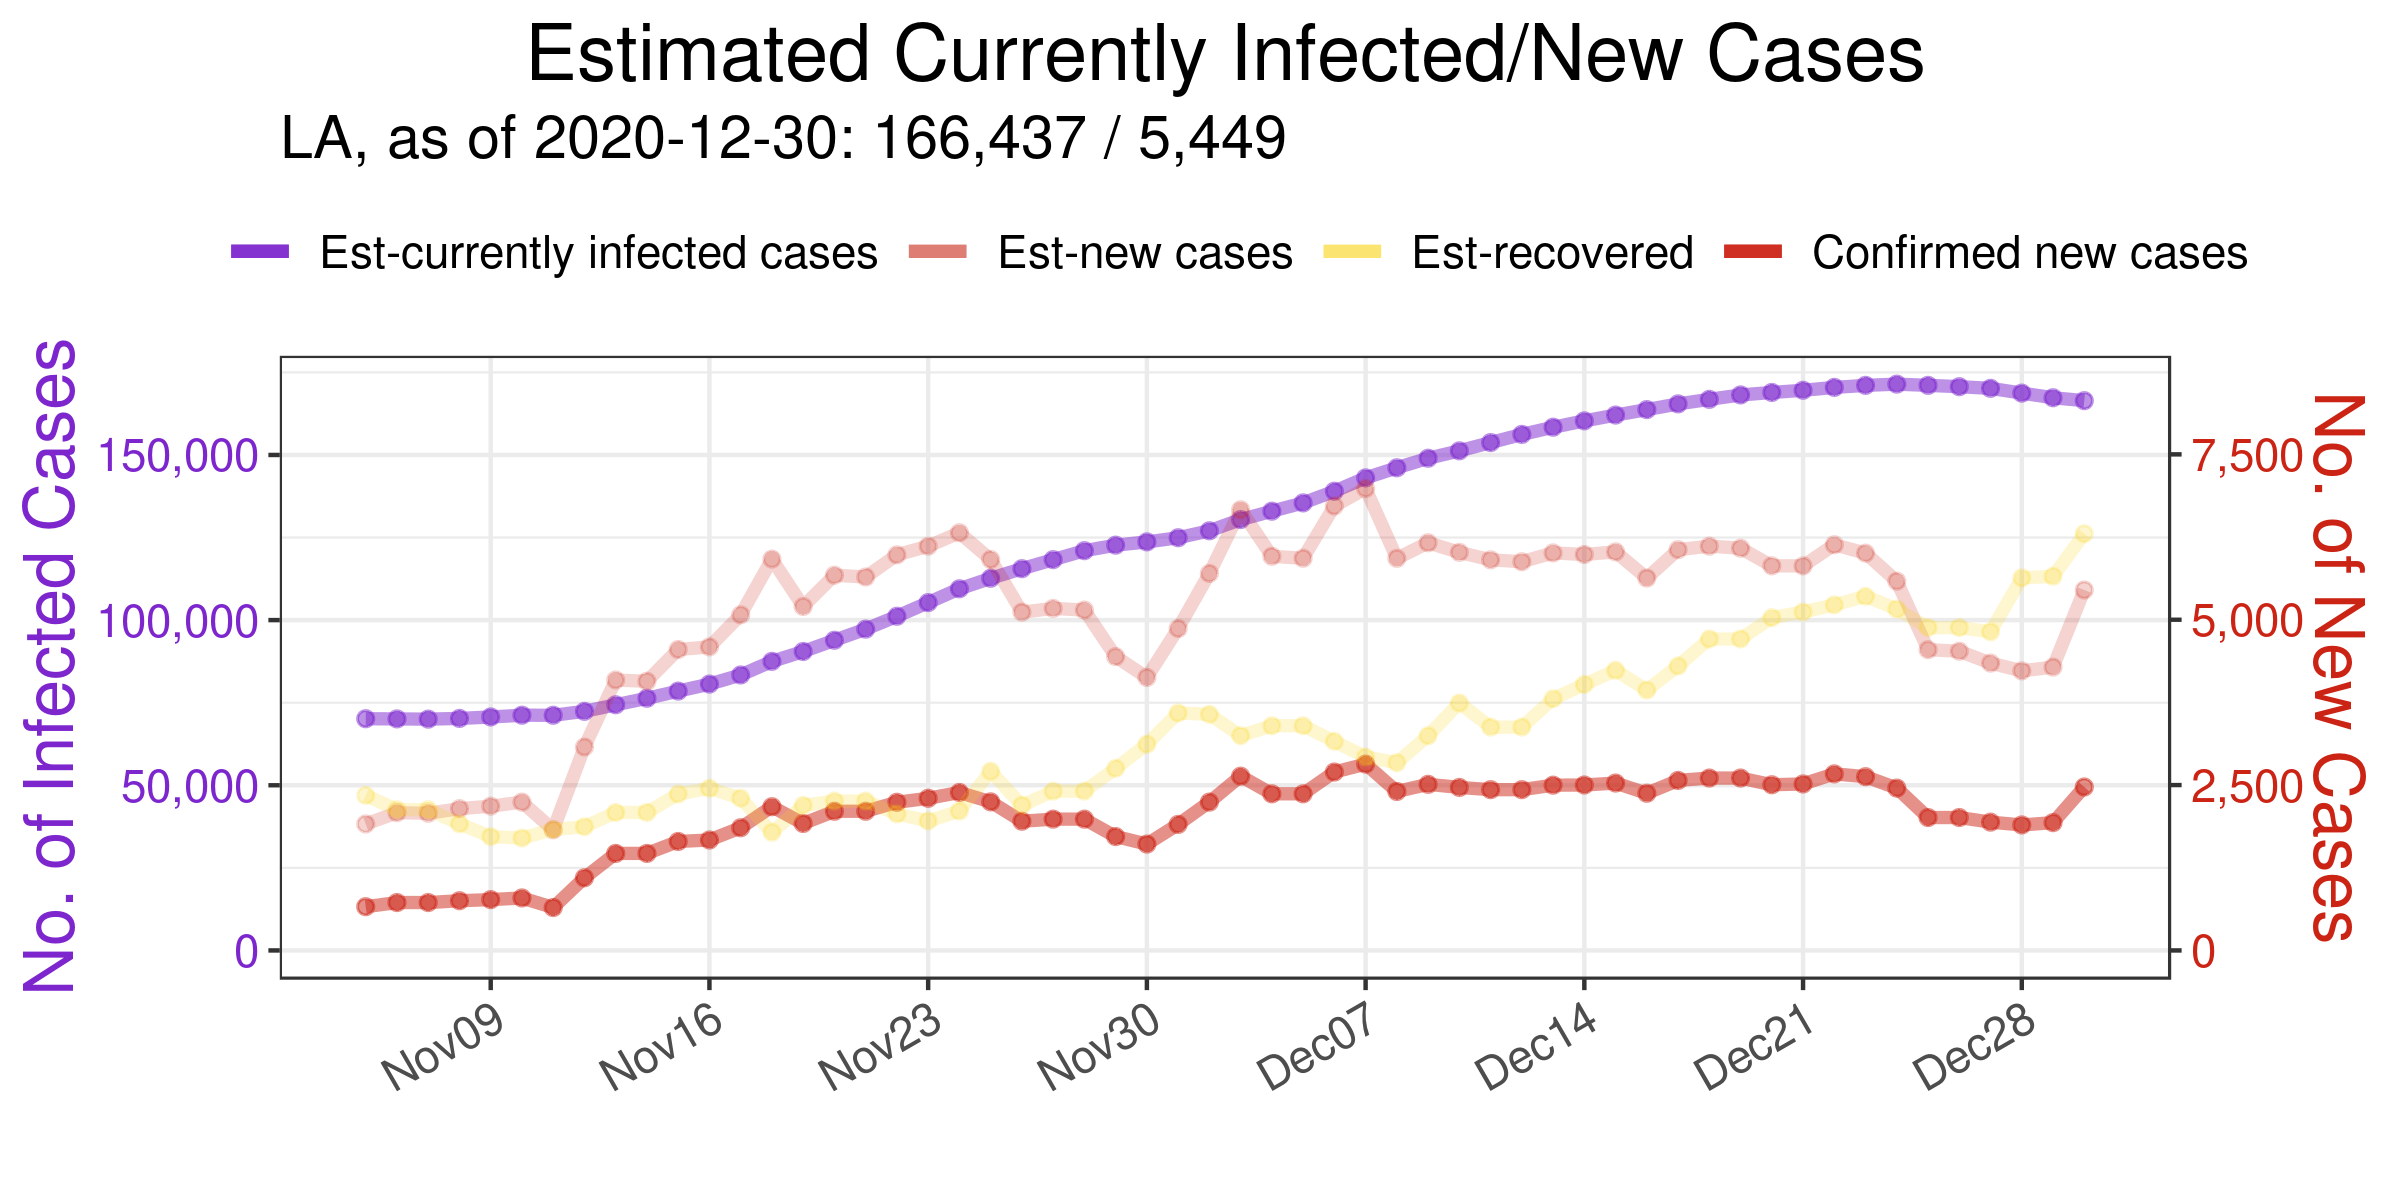 Estimated Currently Infected/New Cases
LA, as of 2020-12-30: 166,437 / 5,449
Est-currently infected cases Est-new cases Est-recovered Confirmed new cases
No. of Infected Cases
150,000
100,000
50,000
0
7,500
5,000
2,500
0
No. of New Cases
Nov09 Nov16 Nov23 Nov30 Dec07 Dec14 Dec21 Dec28